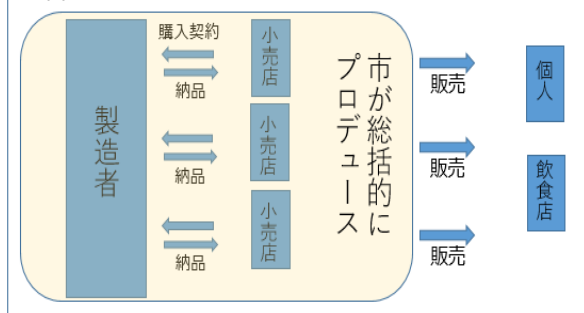 製造者
購入契約
納品
小売店
納品
小売店
納品
小売店
市が総括的に
プロデュース
販売
販売
販売
個人
飲食店